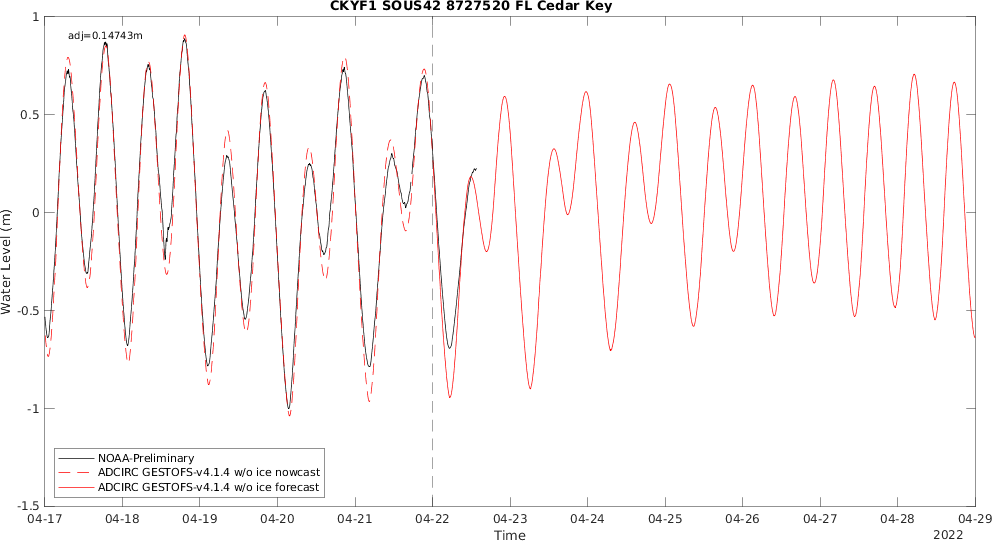 CKYF1 SOUS42 8727520 FL Cedar Key
adj=0.14743m
1
0.5
0
-0.5
-1
-1.5
Water Level (m)
NOAA-Preliminary
ADCIRC GESTOFS-v4.1.4 w/o ice nowcast
ADCIRC GESTOFS-v4.1.4 w/o ice forecast
04-17 04-18 04-19 04-20 04-21 04-22 04-23 04-24 04-25 04-26 04-27 04-28 04-29
Time
2022